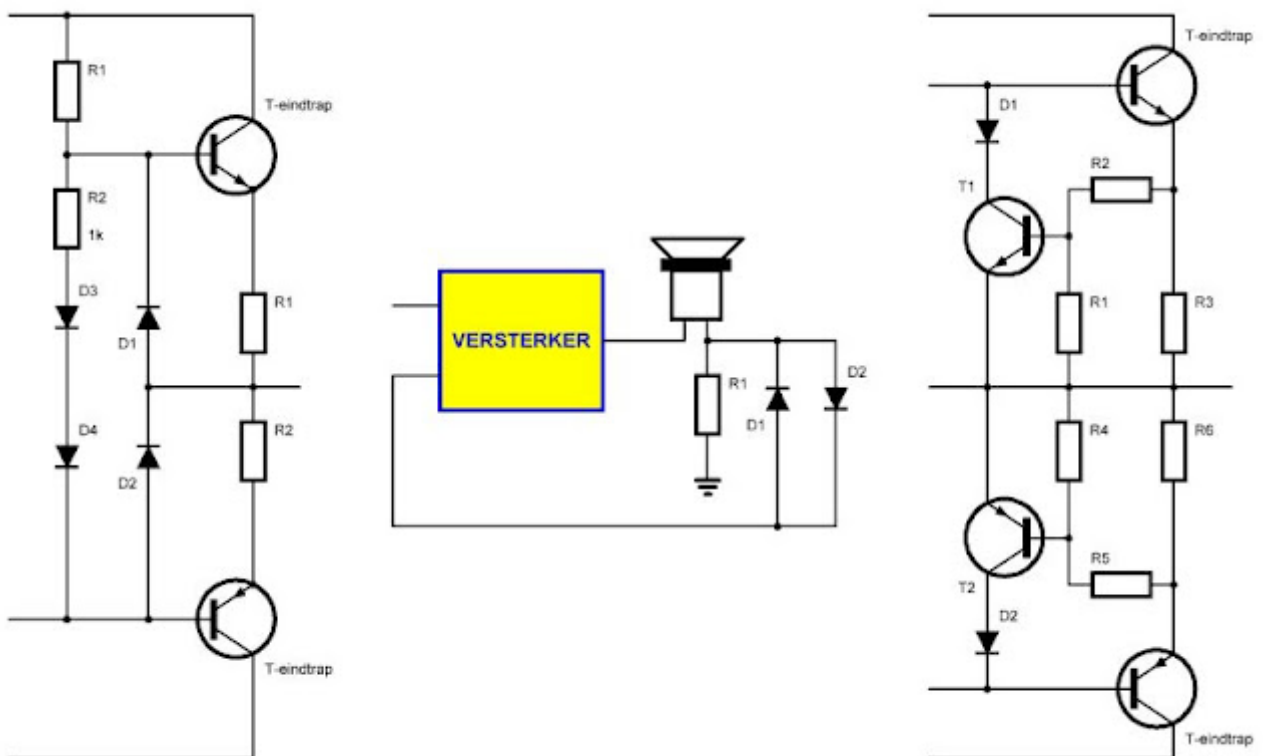 R1
T-eindtrap
R2
1k
D3
D1
R1
D4
D2
R2
T-eindtrap
VERSTERKER
R1
D1
D2
T-eindtrap
D1
R2
T1
R1
R3
R4
R6
R5
T2
D2
T-eindtrap